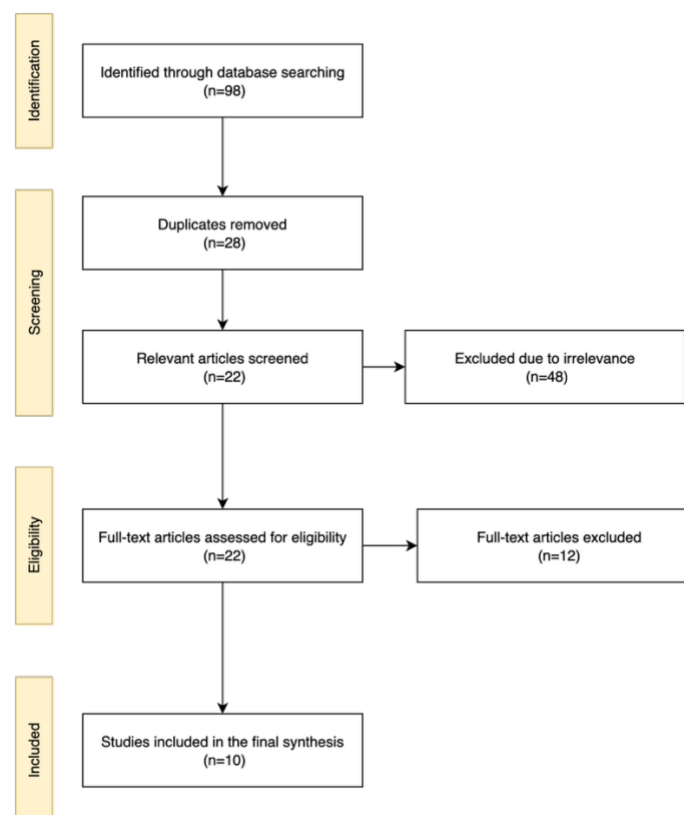 Identification
Identified through database searching
(n=98)
Screening
Duplicates removed
(n=28)
Relevant articles screened
(n=22)
Excluded due to irrelevance
(n=48)
Eligibility
Full-text articles assessed for eligibility
(n=22)
Full-text articles excluded
(n=12)
Included
Studies included in the final synthesis
(n=10)